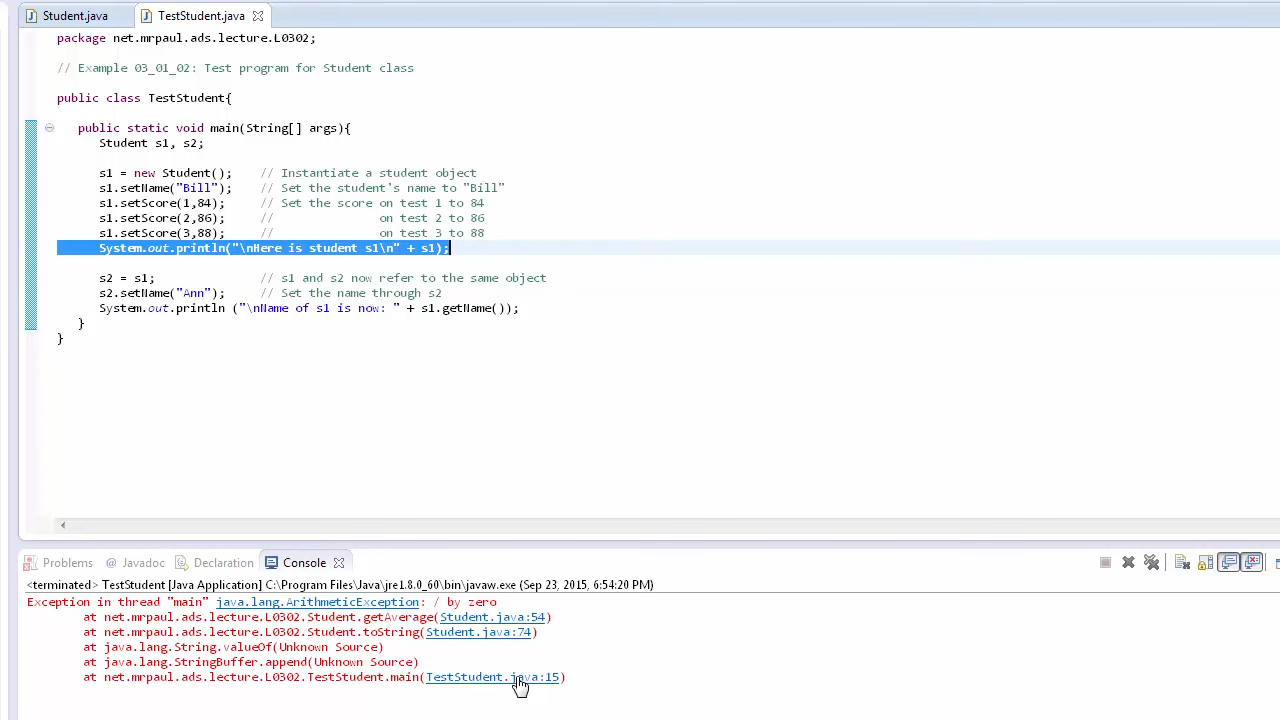 Student.java TestStudent.java
package net.mrpaul.ads.lecture.L0302;
// Example 03_01_02: Test program for Student class
public class TestStudent{
public static void main(String[] args){
Student s1, s2;
s1 = new Student(); // Instantiate a student object
s1.setName("Bill"); // Set the student's name to "Bill"
s1.setScore(1,84); // Set the score on test 1 to 84
s1.setScore(2,86); // on test 2 to 86
s1.setScore(3,88); // on test 3 to 88
System.out.println("\nHere is student s1\n" + s1);
s2 = s1; // s1 and s2 now refer to the same object
s2.setName("Ann"); // Set the name through s2
System.out.println ("\nName of s1 is now: " + s1.getName());
}
}
Problems @ Javadoc Declaration Console
<terminated> TestStudent [Java Application] C:\Program Files\Java\jre1.8.0_60\bin\javaw.exe (Sep 23, 2015, 6:54:20 PM)
Exception in thread "main" java.lang.ArithmeticException: / by zero
at net.mrpaul.ads.lecture.L0302.Student.getAverage(Student.java:54)
at net.mrpaul.ads.lecture.L0302.Student.toString(Student.java:74)
at java.lang.String.valueOf(Unknown Source)
at java.lang.StringBuffer.append(Unknown Source)
at net.mrpaul.ads.lecture.L0302.TestStudent.main(TestStudent.java:15)